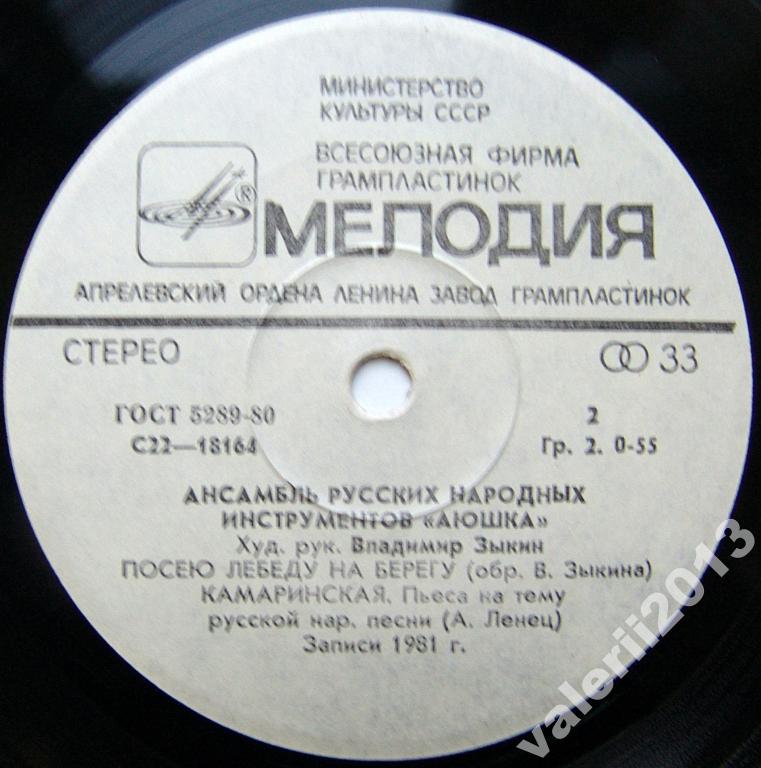 МИНИСТЕРСТВО
КУЛЬТУРЫ СССР
ВСЕСОЮЗНАЯ ФИРМА
ГРАМПЛАСТИНОК
® МЕЛОДИЯ
АПРЕЛЕВСКИЙ ОРДЕНА ЛЕНИНА ЗАВОД ГРАМПЛАСТИНОК
СТЕРЕО 33
ГОСТ 5289-80 2
С22—18164 Гр. 2. 0-55
АНСАМБЛЬ РУССКИХ НАРОДНЫХ
ИНСТРУМЕНТОВ «АЮШКА»
Худ. рук. Владимир Зыкин
ПОСЕЮ ЛЕБЕДУ НА БЕРЕГУ (обр. В. Зыкина)
КАМАРИНСКАЯ. Пьеса на тему
русской нар. песни (А. Ленец)
Записи 1981 г.
valerii2013